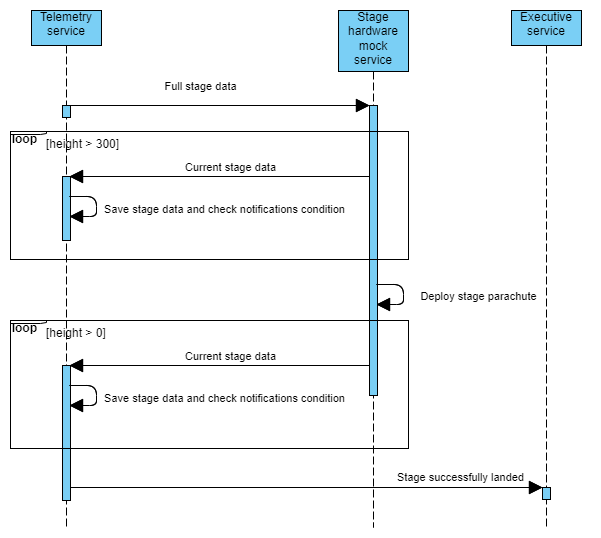 Telemetry
service
Stage
hardware
mock
service
Executive
service
Full stage data
loop
[height > 300]
Current stage data
Save stage data and check notifications condition
Deploy stage parachute
loop
[height > 0]
Current stage data
Save stage data and check notifications condition
Stage successfully landed